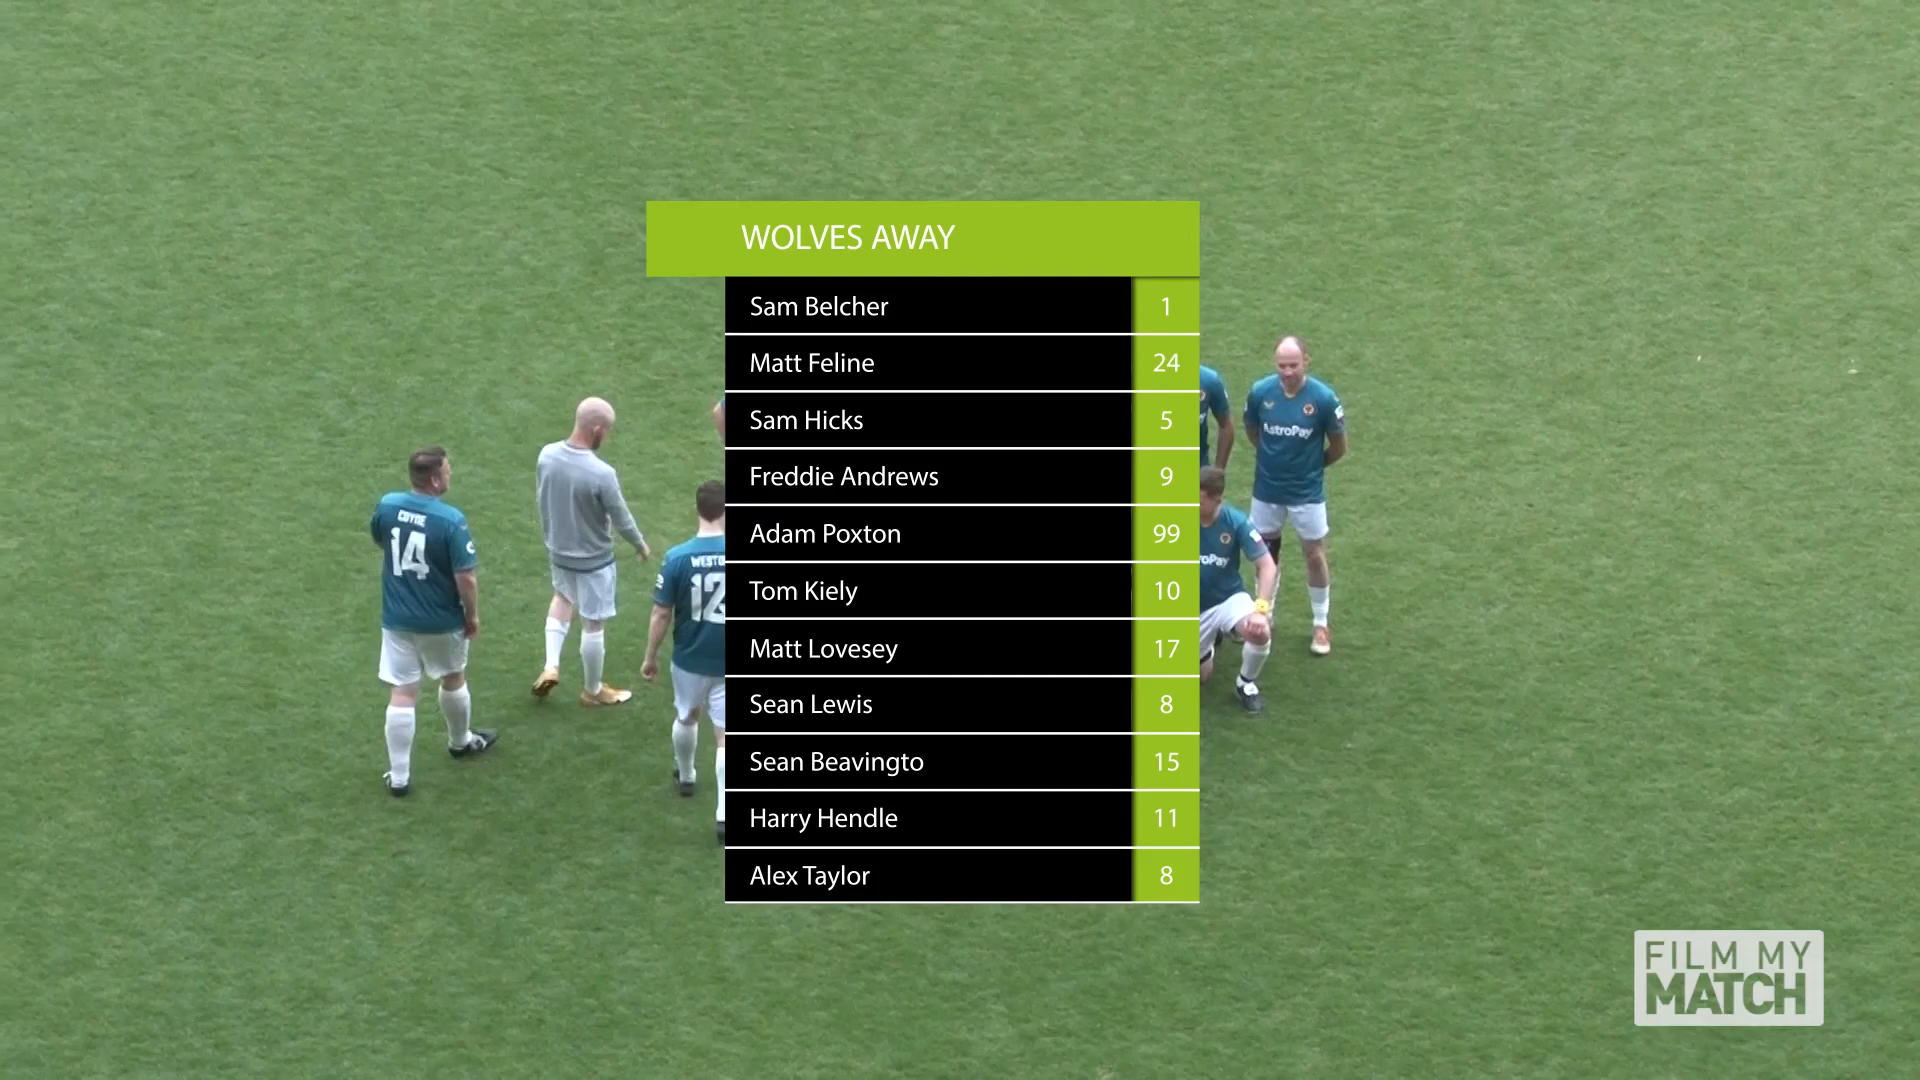 WOLVES AWAY
Sam Belcher 1
Matt Feline 24
Sam Hicks 5
Freddie Andrews 9
Adam Poxton 99
Tom Kiely 10
Matt Lovesey 17
Sean Lewis 8
Sean Beavingto 15
Harry Hendle 11
Alex Taylor 8
COYNE
14
WESTO
12
AstroPay
oPay
FILM MY
MATCH